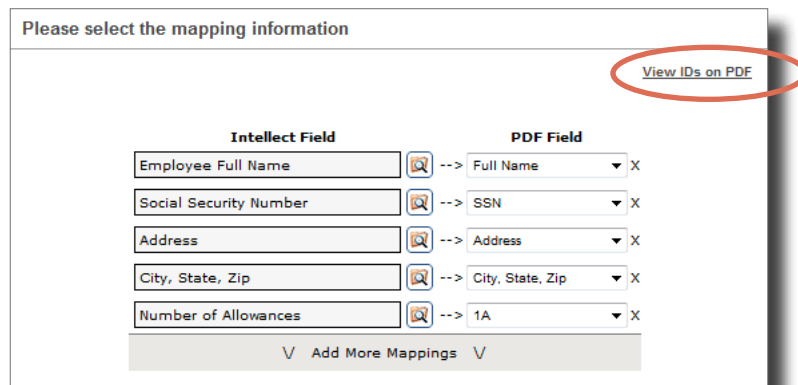 Please select the mapping information
View IDs on PDF
Intellect Field PDF Field
Employee Full Name --> Full Name X
Social Security Number --> SSN X
Address --> Address X
City, State, Zip --> City, State, Zip X
Number of Allowances --> 1A X
\/ Add More Mappings \/